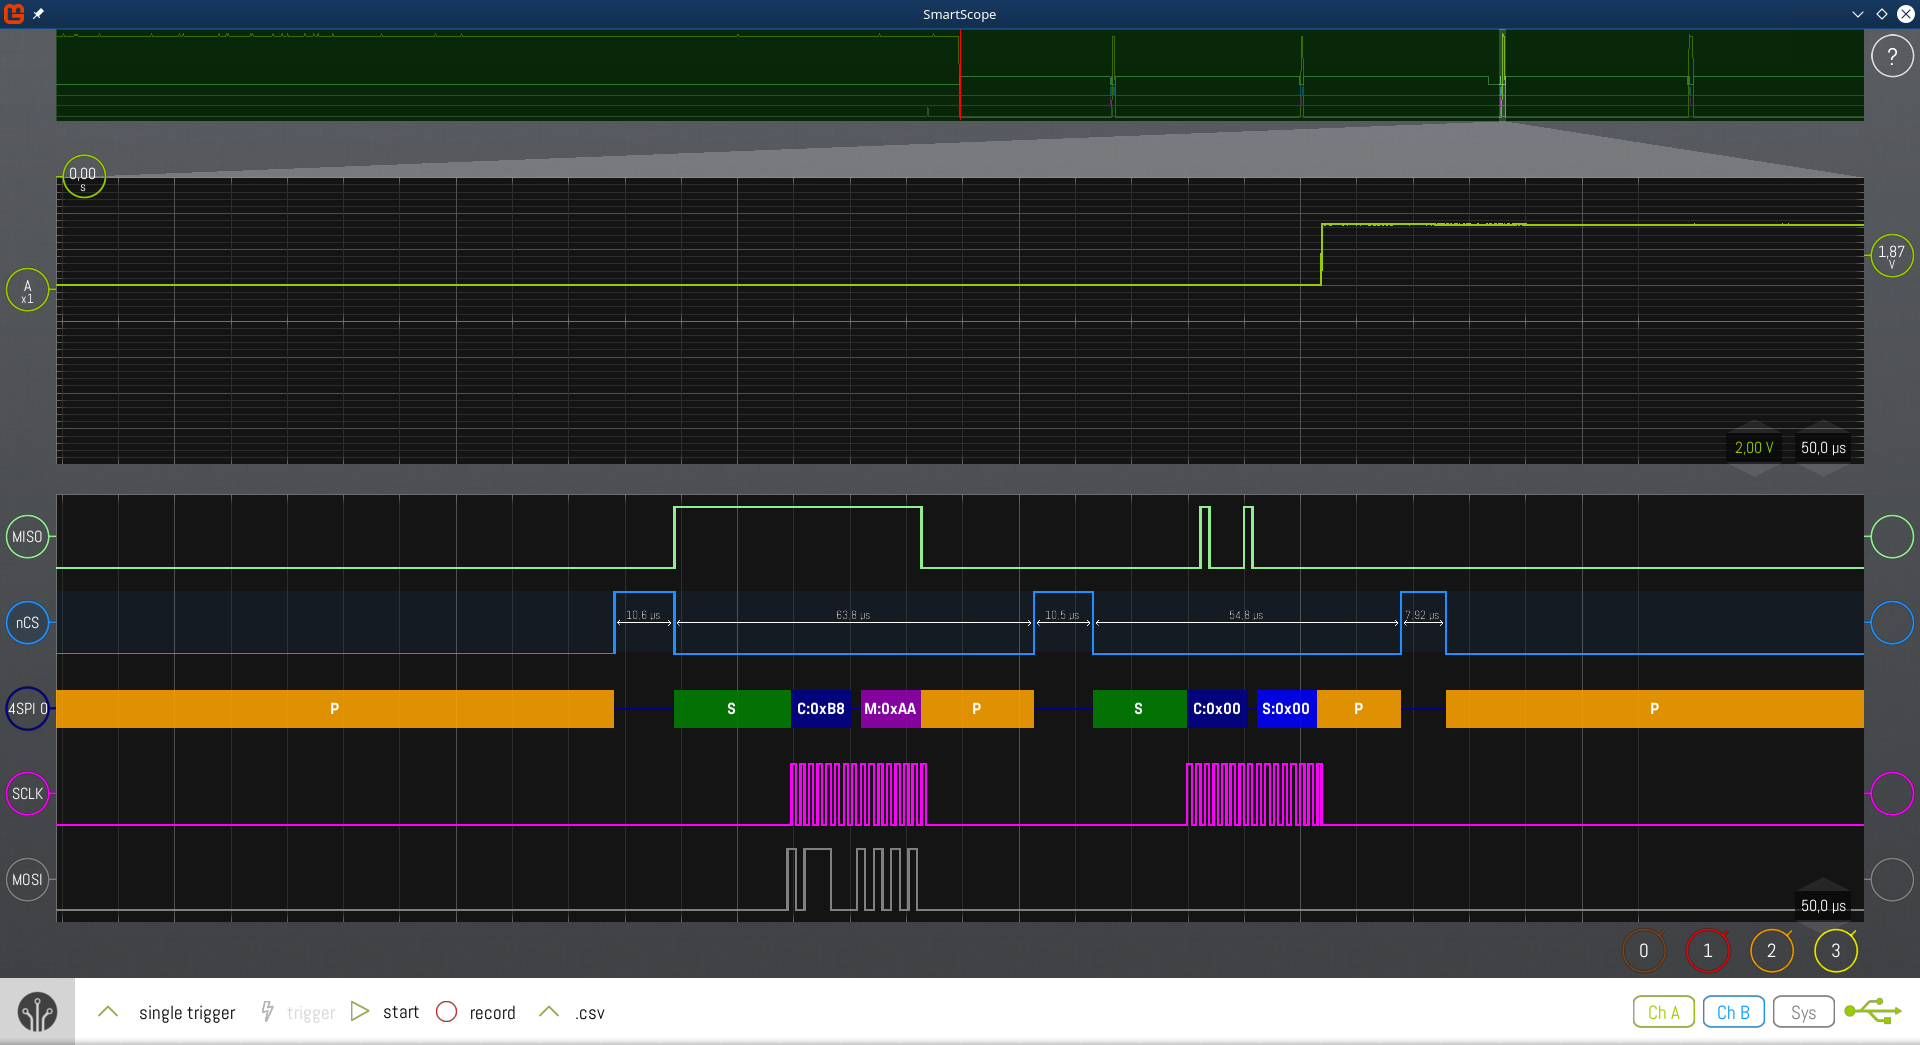 SmartScope
?
0,00
s
A
x1
1,87
V
2,00 V
50,0 µs
MISO
nCS
10,6 µs
63,8 µs
10,5 µs
54,8 µs
7,92 µs
4SPI 0
P
S
C:0xB8
M:0xAA
P
S
C:0x00
S:0x00
P
P
SCLK
MOSI
50,0 µs
0
1
2
3
single trigger
trigger
start
record
.csv
Ch A
Ch B
Sys